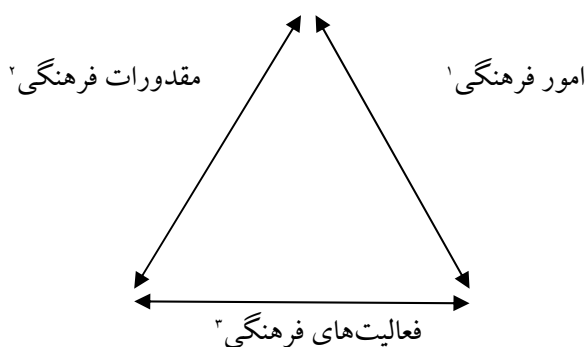 امور فرهنگی۱
مقدورات فرهنگی۲
فعالیت‌های فرهنگی۳